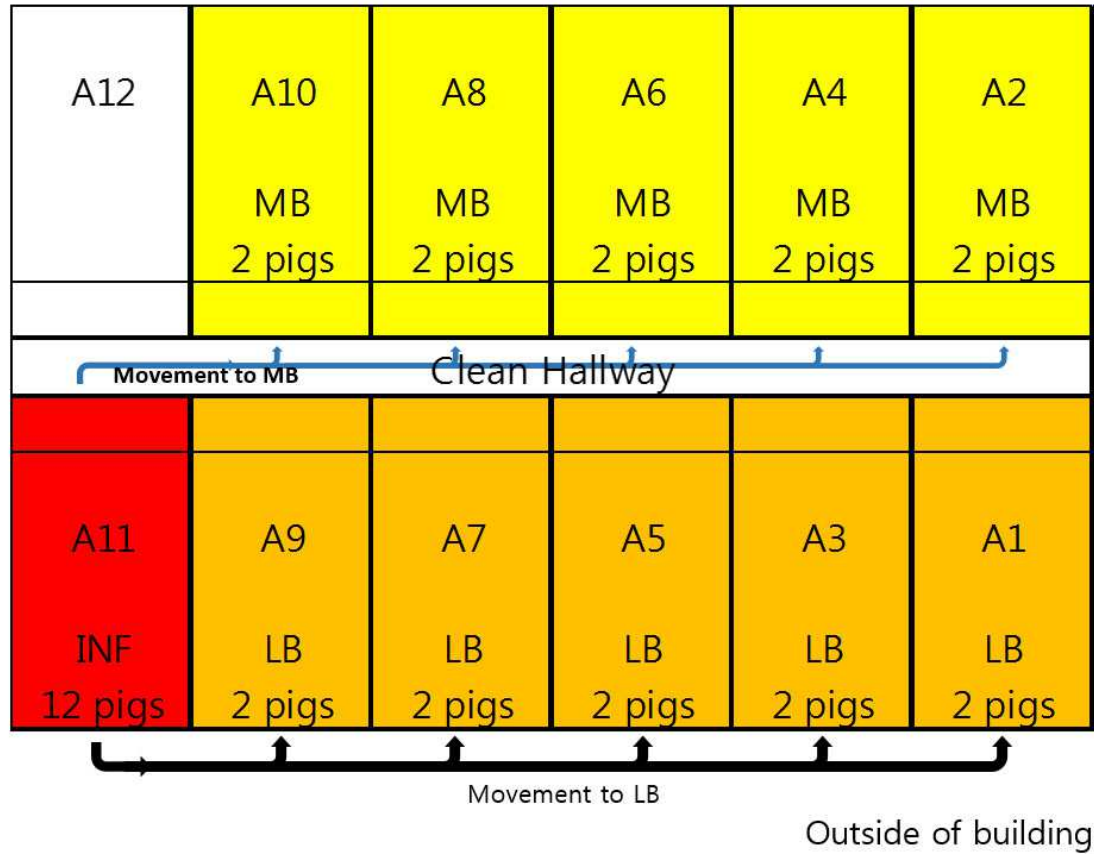 A12 A10 A8 A6 A4 A2
MB MB MB MB MB
2 pigs 2 pigs 2 pigs 2 pigs 2 pigs
Movement to MB Clean Hallway
A11 A9 A7 A5 A3 A1
INF LB LB LB LB LB
12 pigs 2 pigs 2 pigs 2 pigs 2 pigs 2 pigs
Movement to LB
Outside of building